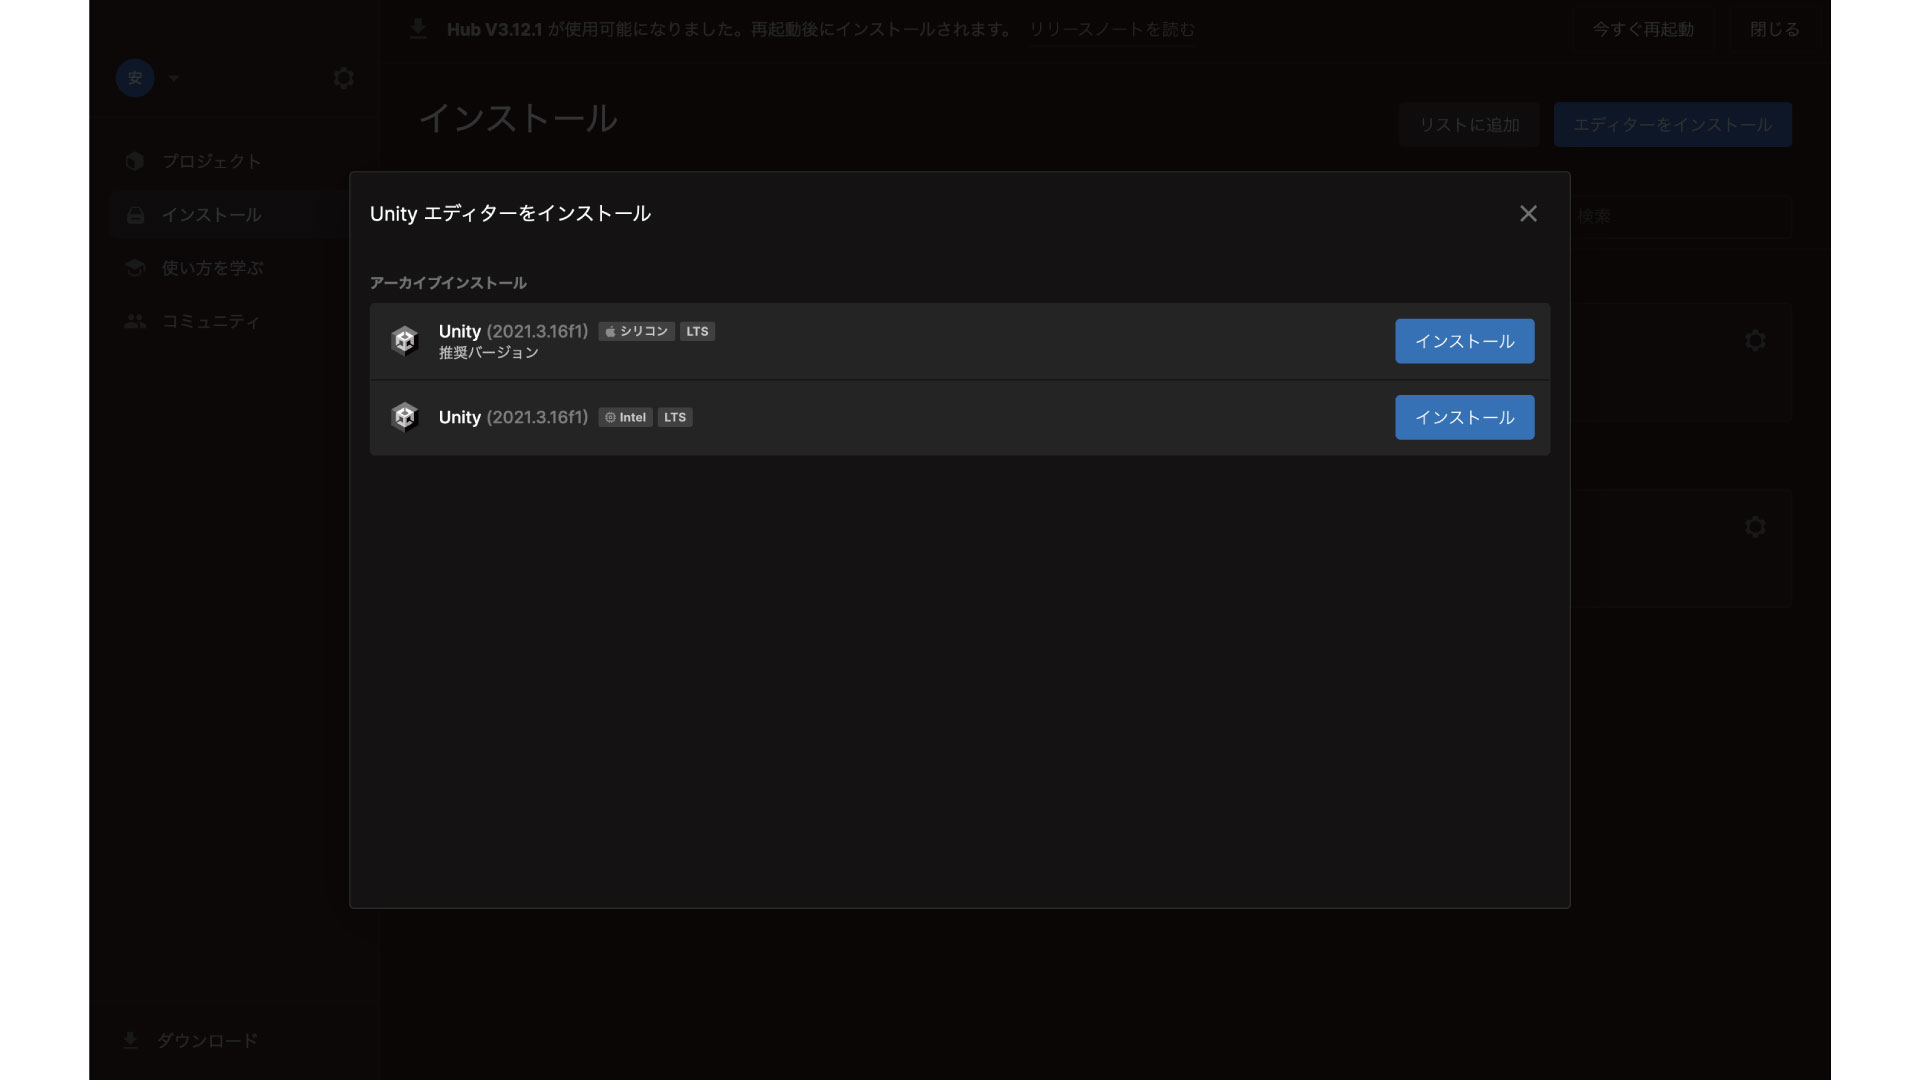 Hub V3.12.1 が使用可能になりました。再起動後にインストールされます。 リリースノートを読む
今すぐ再起動
閉じる
安
プロジェクト
インストール
使い方を学ぶ
コミュニティ
ダウンロード
インストール
リストに追加
エディターをインストール
検索
Unity エディターをインストール
アーカイブインストール
Unity (2021.3.16f1) シリコン LTS
推奨バージョン
インストール
Unity (2021.3.16f1) Intel LTS
インストール